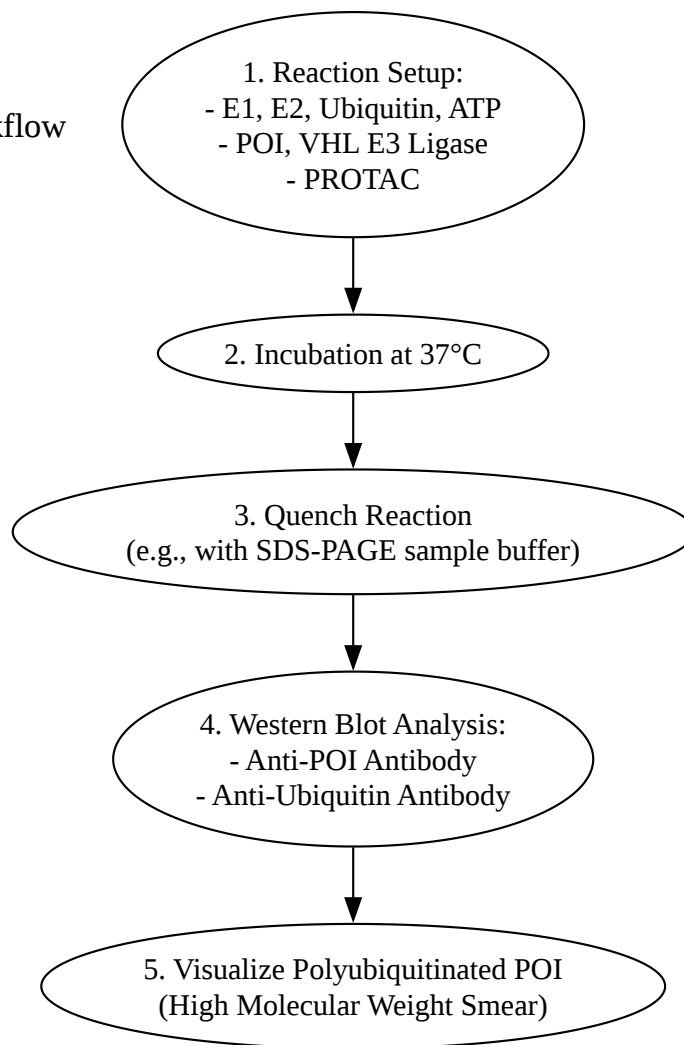 1. Reaction Setup:
- E1, E2, Ubiquitin, ATP
- POI, VHL E3 Ligase
- PROTAC
2. Incubation at 37°C
3. Quench Reaction
(e.g., with SDS-PAGE sample buffer)
4. Western Blot Analysis:
- Anti-POI Antibody
- Anti-Ubiquitin Antibody
5. Visualize Polyubiquitinated POI
(High Molecular Weight Smear)